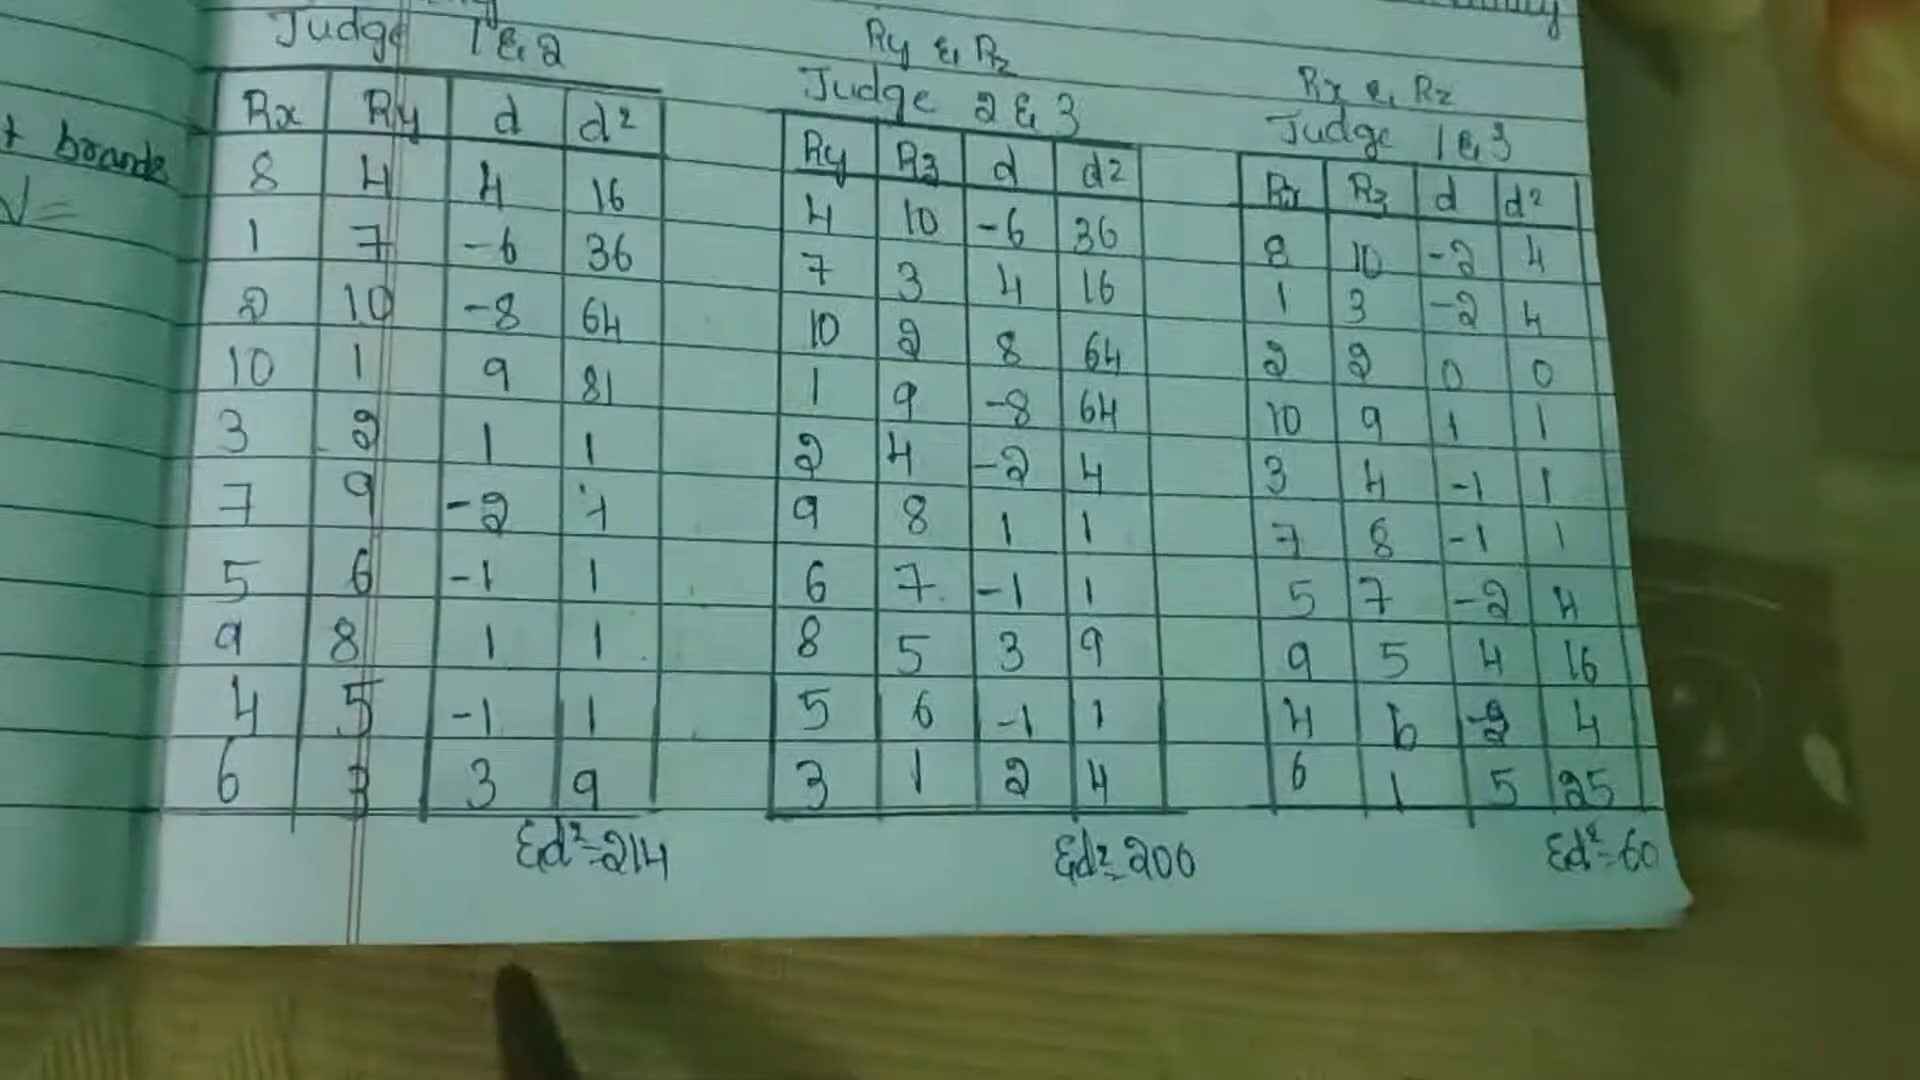 Judge 1 & 2
Rx Ry d d²
8 4 4 16
1 7 -6 36
2 10 -8 64
10 1 9 81
3 2 1 1
7 9 -2 4
5 6 -1 1
9 8 1 1
4 5 -1 1
6 3 3 9
Ed²=214
Ry & Rz
Judge 2 & 3
Ry R3 d d²
4 10 -6 36
7 3 4 16
10 2 8 64
1 9 -8 64
2 4 -2 4
9 8 1 1
6 7 -1 1
8 5 3 9
5 6 -1 1
3 1 2 4
Ed²=200
Rx & Rz
Judge 1 & 3
Rx R3 d d²
8 10 -2 4
1 3 -2 4
2 2 0 0
10 9 1 1
3 4 -1 1
7 8 -1 1
5 7 -2 4
9 5 4 16
4 6 -2 4
6 1 5 25
Ed²=60